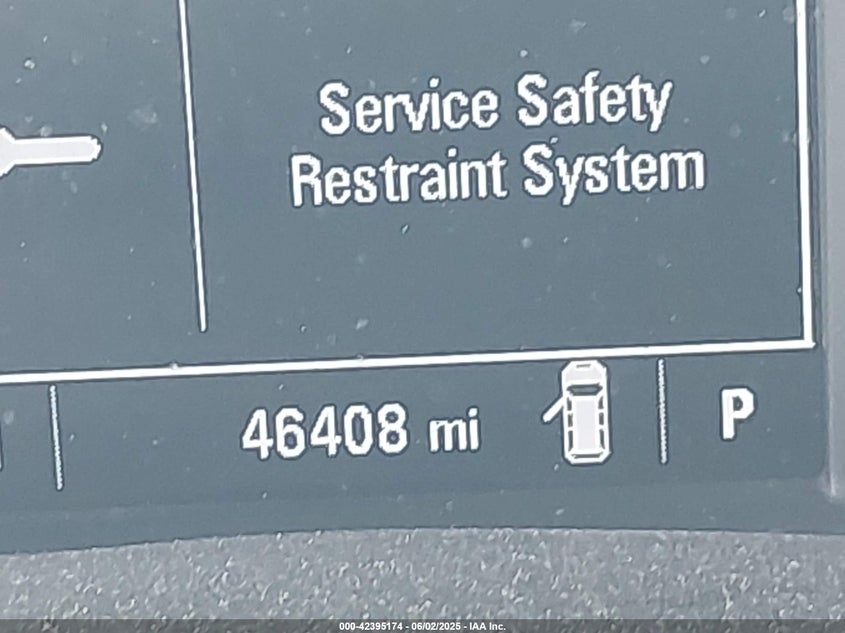 Service Safety
Restraint System
46408 mi
P
000-42395174 - 06/02/2025 - IAA Inc.